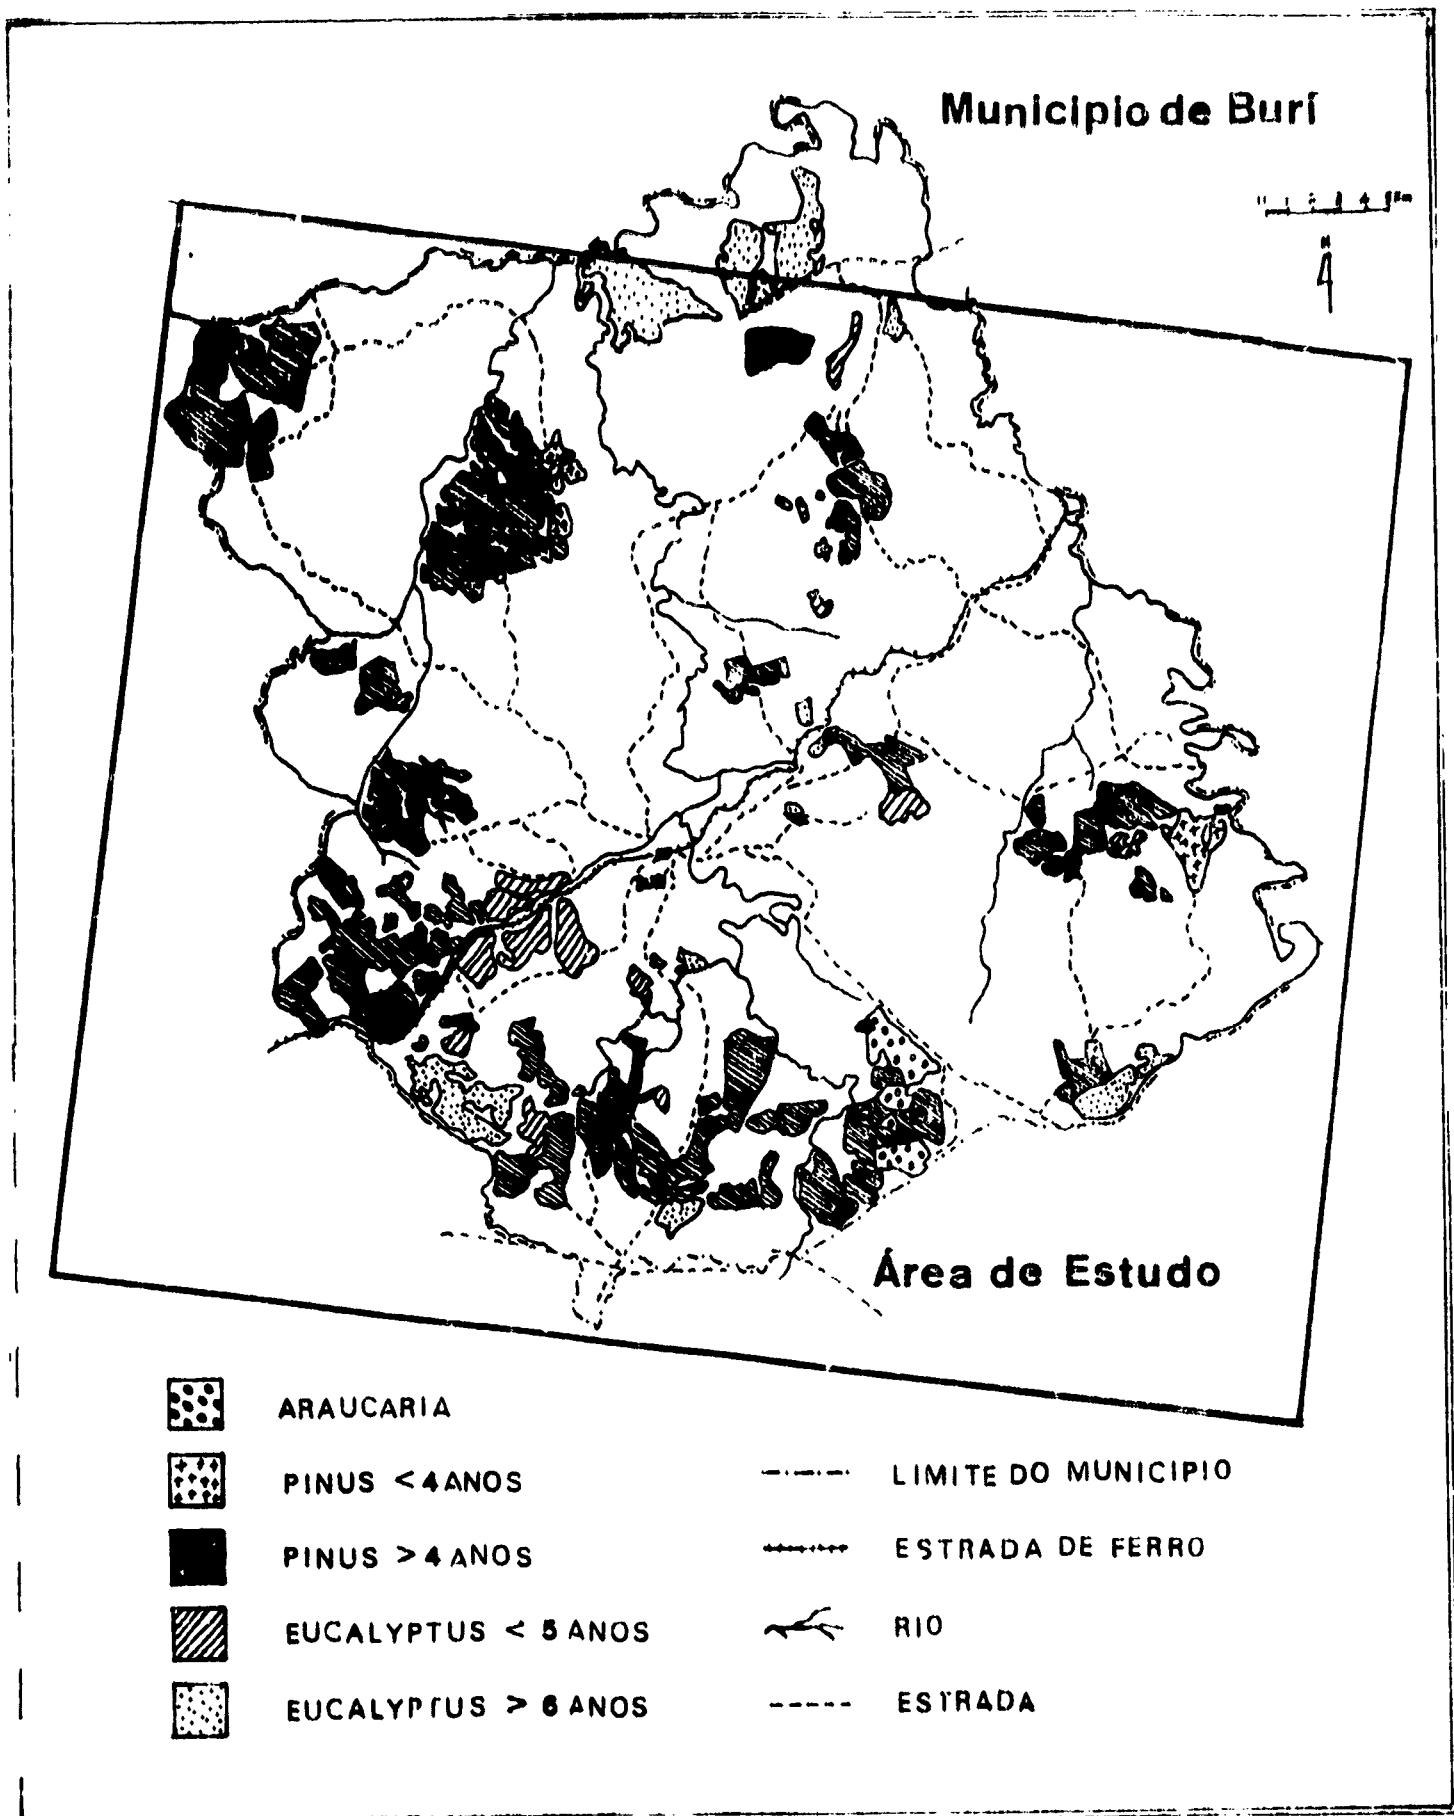 Municipio de Burí
N
Área de Estudo
ARAUCARIA
PINUS < 4 ANOS
PINUS > 4 ANOS
EUCALYPTUS < 5 ANOS
EUCALYPTUS > 6 ANOS
LIMITE DO MUNICIPIO
ESTRADA DE FERRO
RIO
ESTRADA